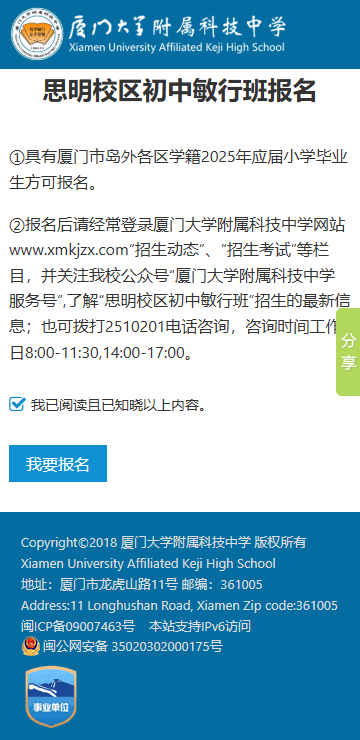 厦门大学附属科技中学
Xiamen University Affiliated Keji High School
思明校区初中敏行班报名
①具有厦门市岛外各区学籍2025年应届小学毕业
生方可报名。
②报名后请经常登录厦门大学附属科技中学网站
www.xmkjzx.com“招生动态”、“招生考试”等栏
目，并关注我校公众号“厦门大学附属科技中学
服务号”,了解“思明校区初中敏行班”招生的最新信
息；也可拨打2510201电话咨询，咨询时间工作
日8:00-11:30,14:00-17:00。
分
享
我已阅读且已知晓以上内容。
我要报名
Copyright©2018 厦门大学附属科技中学 版权所有
Xiamen University Affiliated Keji High School
地址：厦门市龙虎山路11号 邮编：361005
Address:11 Longhushan Road, Xiamen Zip code:361005
闽ICP备09007463号 本站支持IPv6访问
闽公网安备 35020302000175号
事业单位